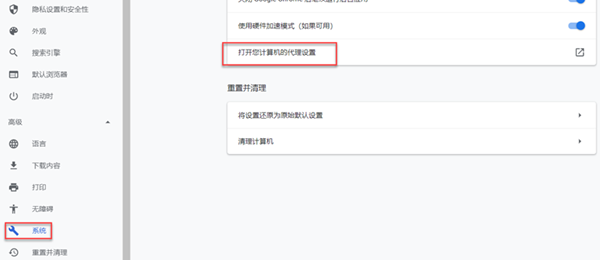 隐私设置和安全性
外观
搜索引擎
默认浏览器
启动时
高级
语言
下载内容
打印
无障碍
系统
重置并清理
使用硬件加速模式（如果可用）
打开您计算机的代理设置
重置并清理
将设置还原为原始默认设置
清理计算机